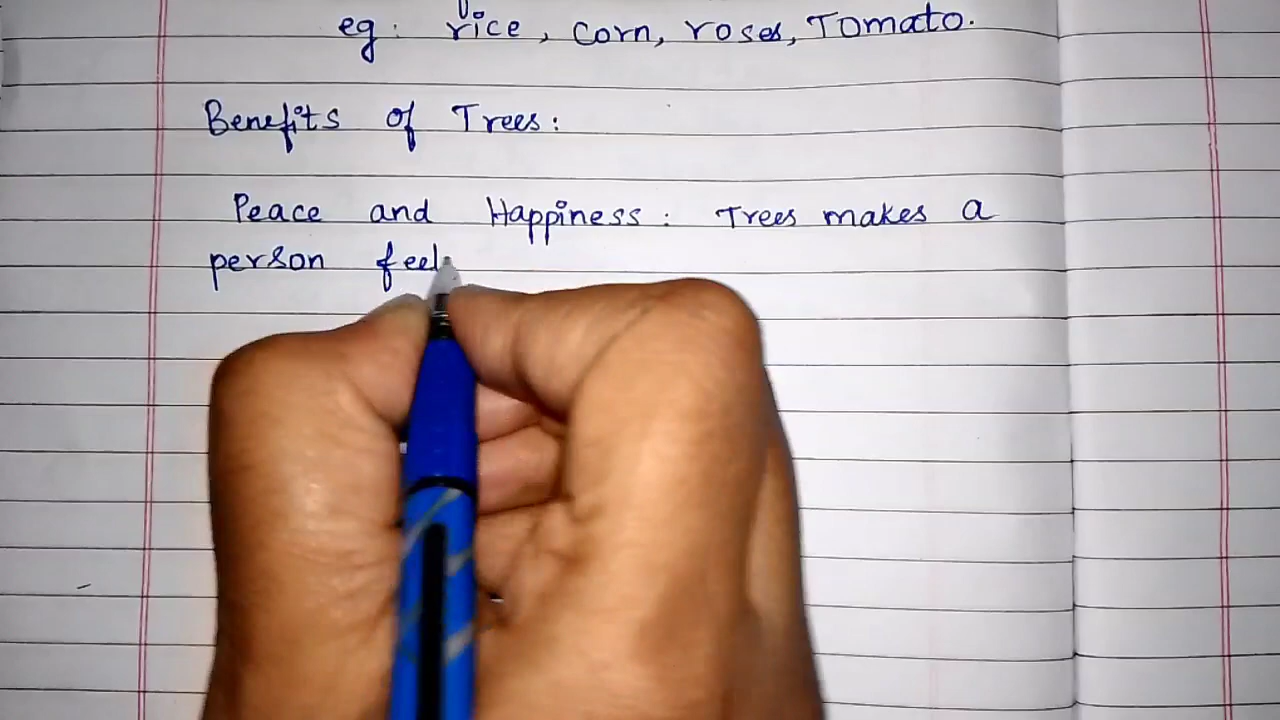 eg: rice, corn, roses, Tomato.
Benefits of Trees:
Peace and Happiness: Trees makes a
person feel